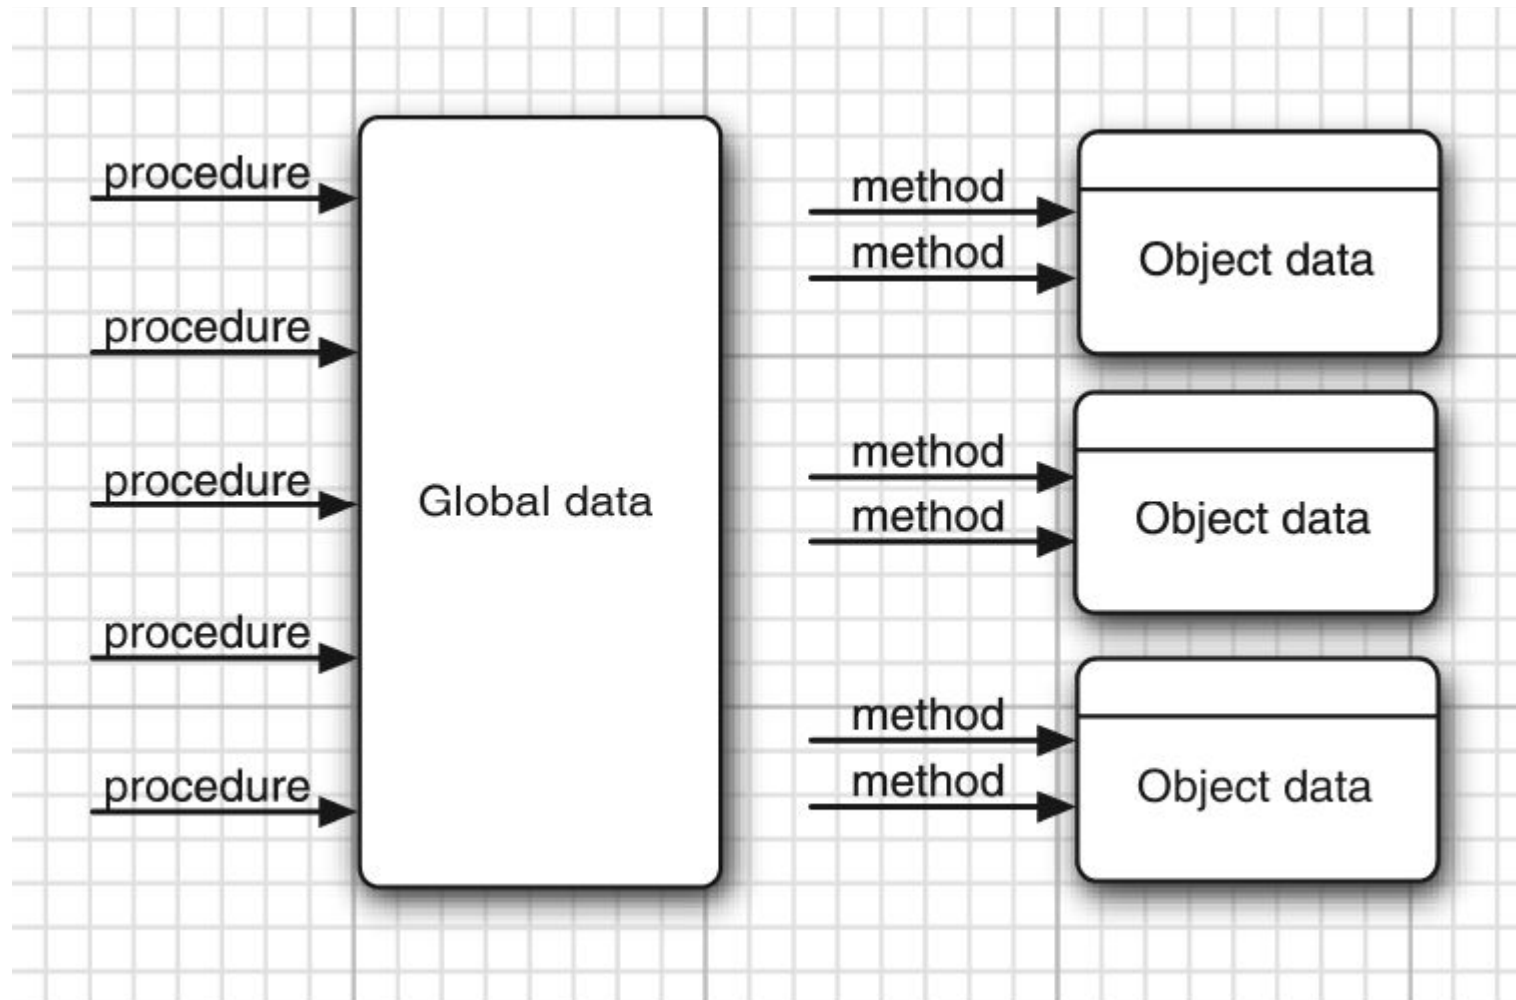 procedure
procedure
procedure
procedure
procedure
Global data
method
method
Object data
method
method
Object data
method
method
Object data